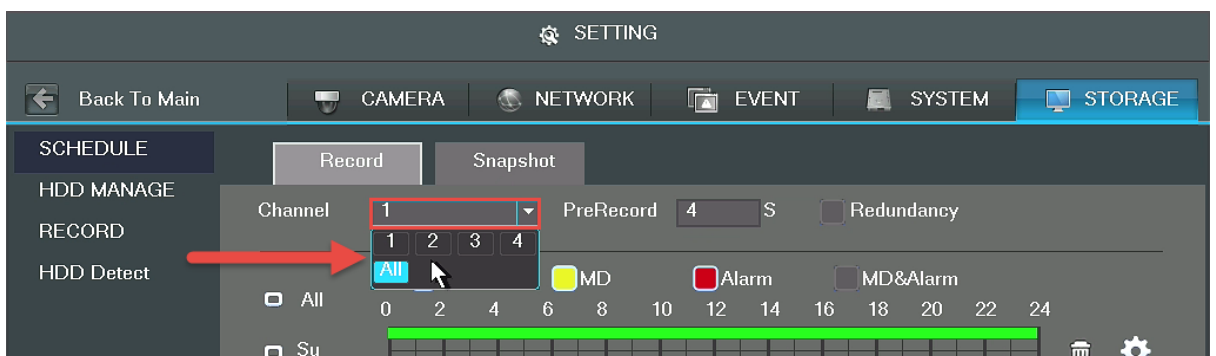 SETTING
Back To Main CAMERA NETWORK EVENT SYSTEM STORAGE
SCHEDULE
HDD MANAGE
RECORD
HDD Detect
Record Snapshot
Channel 1 PreRecord 4 S Redundancy
1 2 3 4
All
MD Alarm MD&Alarm
All 0 2 4 6 8 10 12 14 16 18 20 22 24
Su